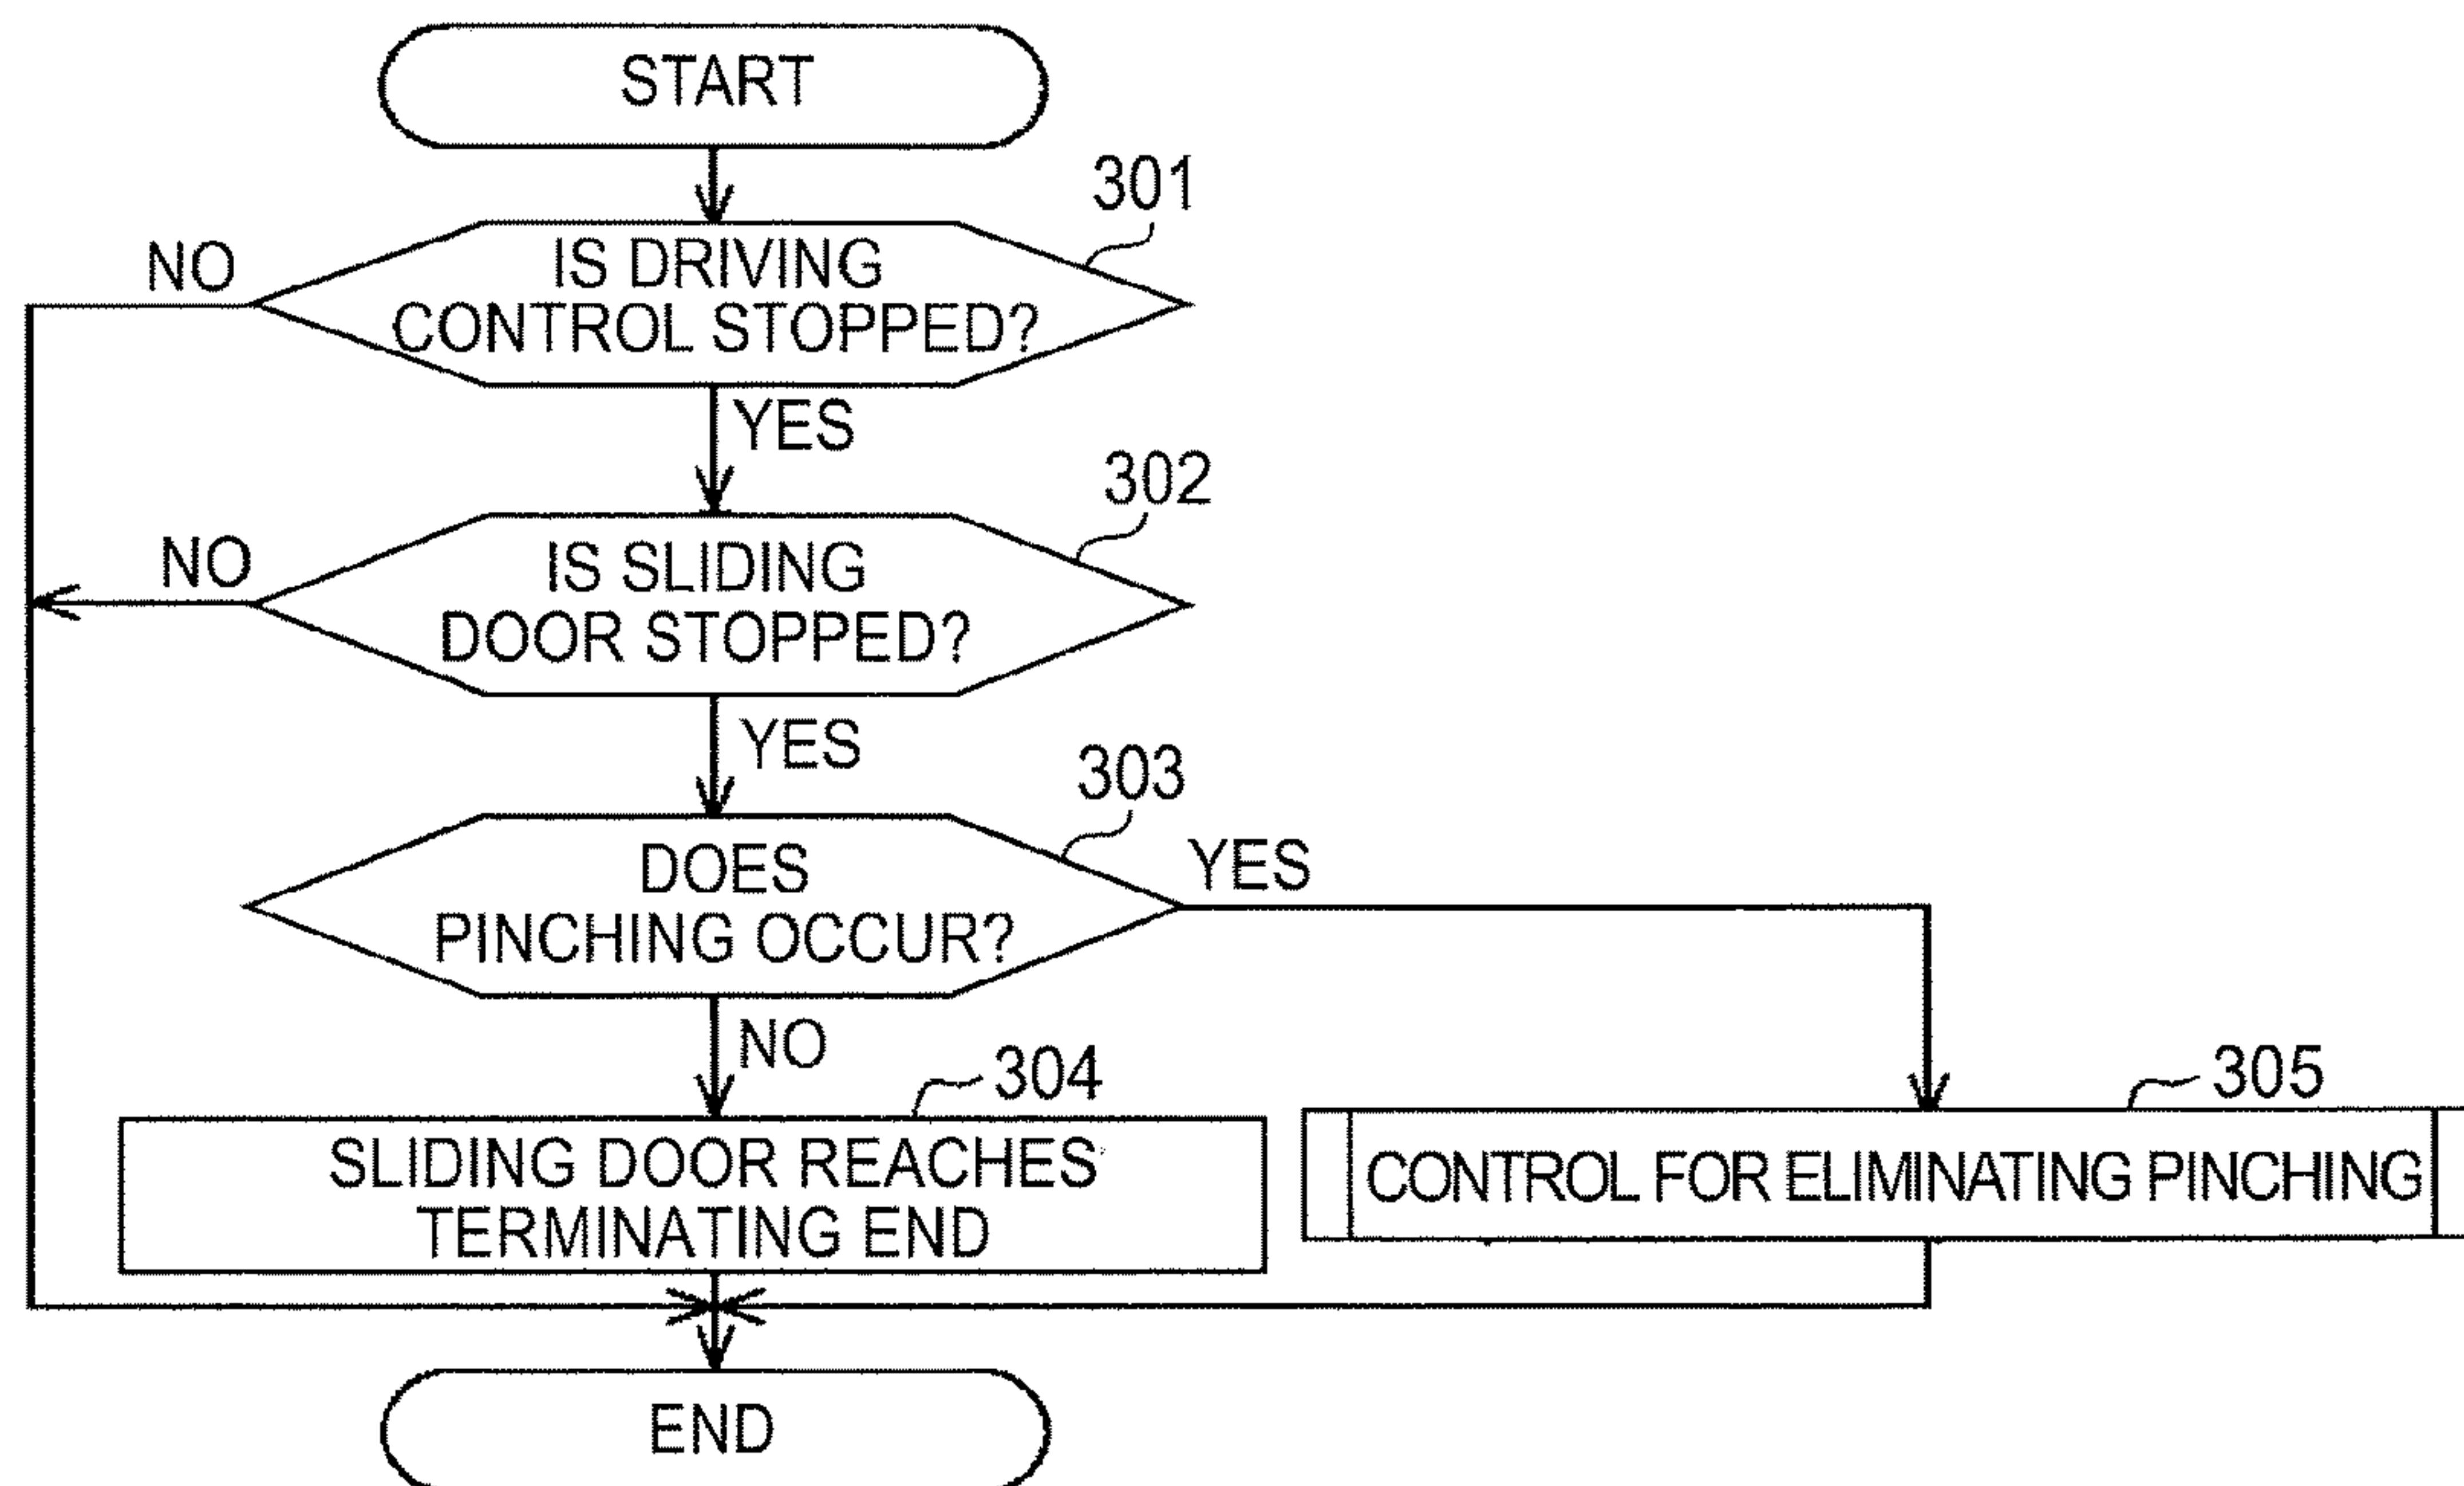 START
301
NO
IS DRIVING
CONTROL STOPPED?
YES
302
NO
IS SLIDING
DOOR STOPPED?
YES
303
DOES
PINCHING OCCUR?
YES
NO
304
305
SLIDING DOOR REACHES
TERMINATING END
CONTROL FOR ELIMINATING PINCHING
END